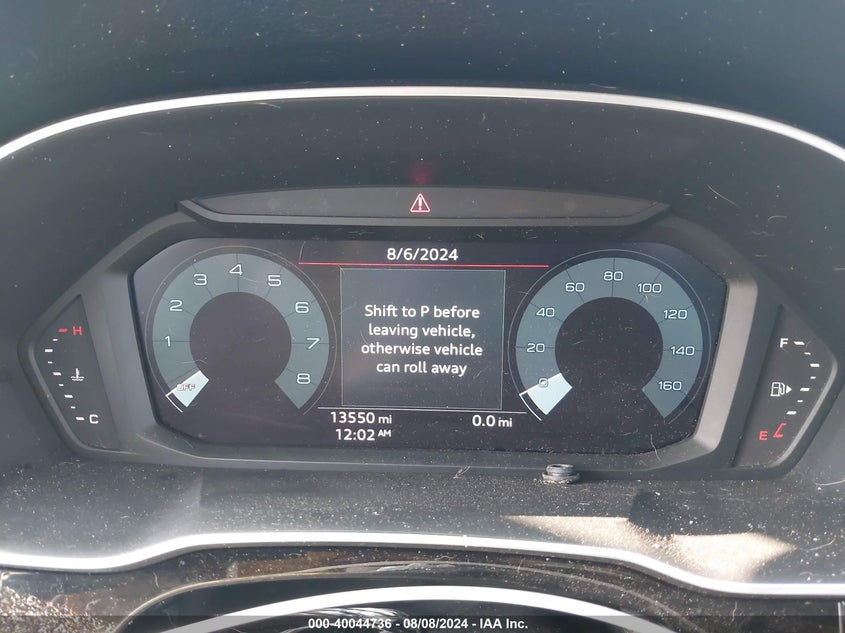 8/6/2024
Shift to P before
leaving vehicle,
otherwise vehicle
can roll away
1 2 3 4 5 6 7 8
OFF
0 20 40 60 80 100 120 140 160
13550 mi 0.0 mi
12:02 AM
H
C
F
E
000-40044736 - 08/08/2024 - IAA Inc.